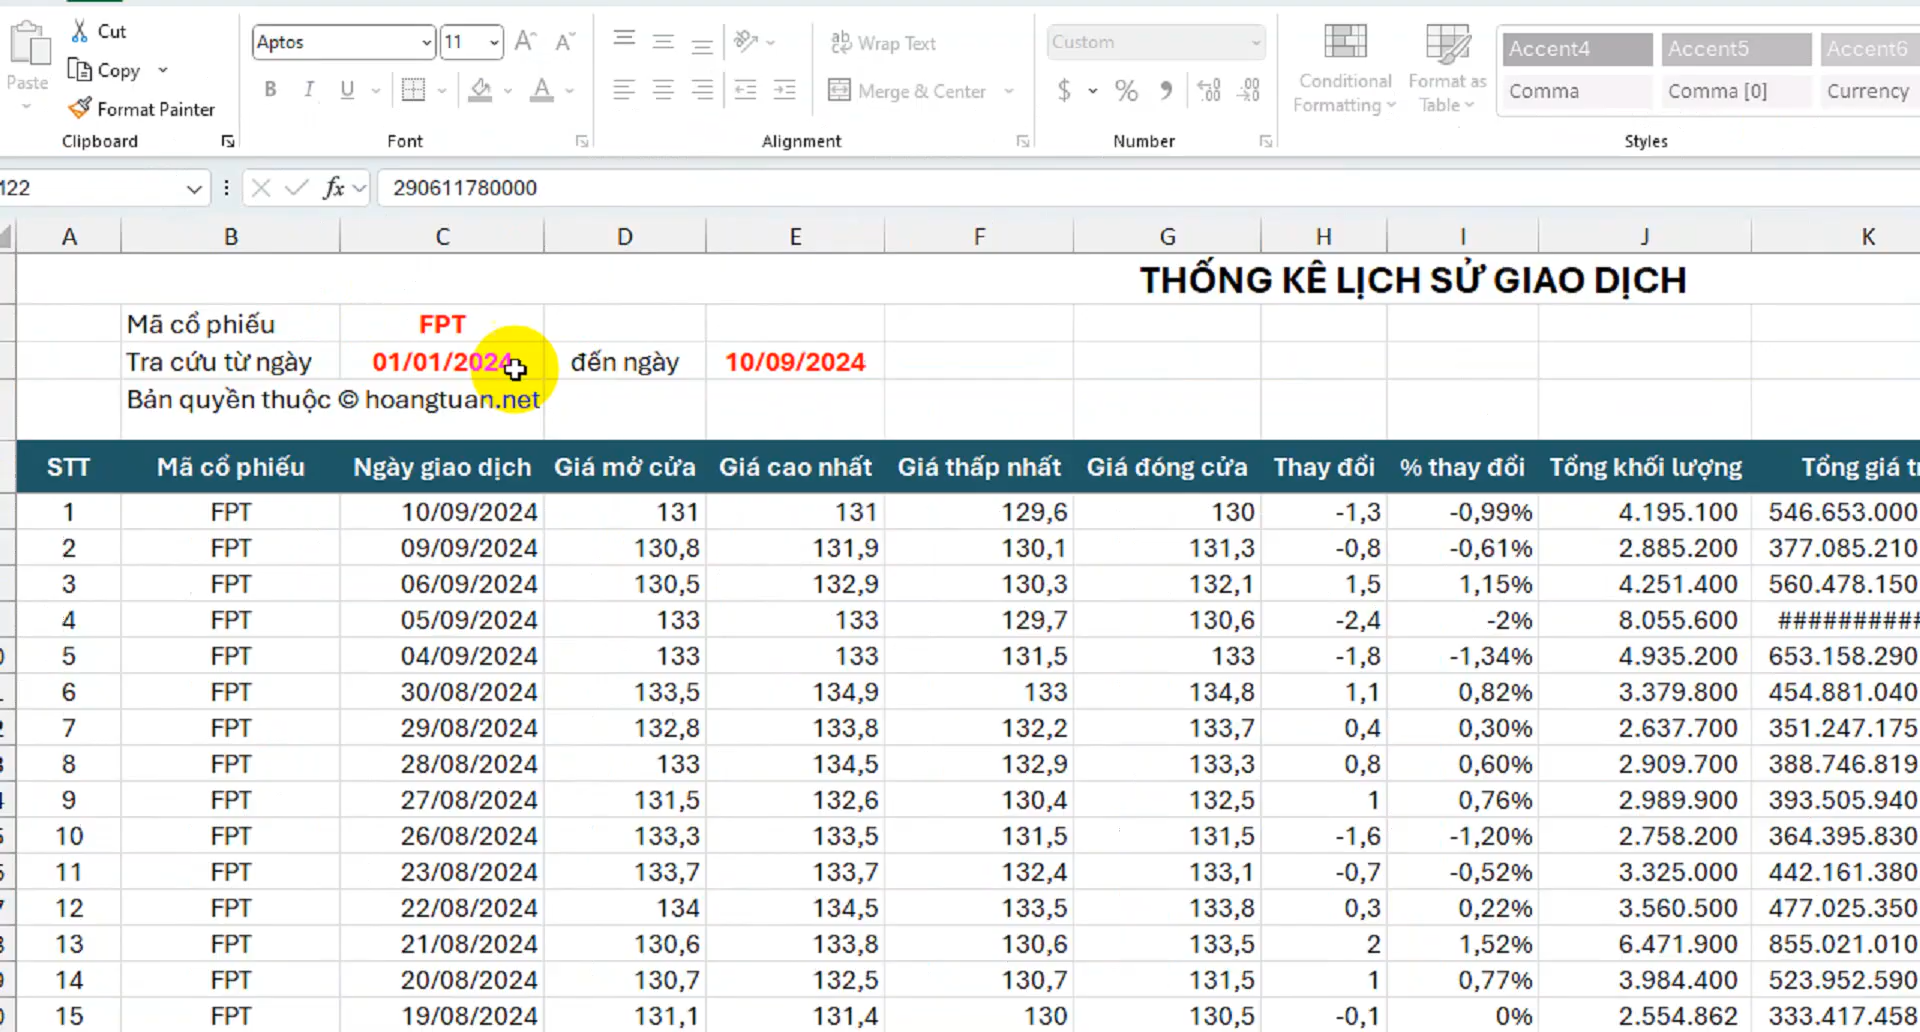 Cut
Paste
Copy
Format Painter
Clipboard
Aptos 11 A A
B I U A
Font
ab Wrap Text
Merge & Center
Alignment
Custom
$ % 9 .00
Number
Conditional Formatting
Format as Table
Accent4 Accent5 Accent6
Comma Comma [0] Currency
Styles
122 fx 290611780000
A B C D E F G H I J K
THỐNG KÊ LỊCH SỬ GIAO DỊCH
Mã cổ phiếu FPT
Tra cứu từ ngày 01/01/2024 đến ngày 10/09/2024
Bản quyền thuộc © hoangtuan.net
STT Mã cổ phiếu Ngày giao dịch Giá mở cửa Giá cao nhất Giá thấp nhất Giá đóng cửa Thay đổi % thay đổi Tổng khối lượng Tổng giá tr
1 FPT 10/09/2024 131 131 129,6 130 -1,3 -0,99% 4.195.100 546.653.000
2 FPT 09/09/2024 130,8 131,9 130,1 131,3 -0,8 -0,61% 2.885.200 377.085.210
3 FPT 06/09/2024 130,5 132,9 130,3 132,1 1,5 1,15% 4.251.400 560.478.150
4 FPT 05/09/2024 133 133 129,7 130,6 -2,4 -2% 8.055.600 ##########
5 FPT 04/09/2024 133 133 131,5 133 -1,8 -1,34% 4.935.200 653.158.290
6 FPT 30/08/2024 133,5 134,9 133 134,8 1,1 0,82% 3.379.800 454.881.040
7 FPT 29/08/2024 132,8 133,8 132,2 133,7 0,4 0,30% 2.637.700 351.247.175
8 FPT 28/08/2024 133 134,5 132,9 133,3 0,8 0,60% 2.909.700 388.746.819
9 FPT 27/08/2024 131,5 132,6 130,4 132,5 1 0,76% 2.989.900 393.505.940
10 FPT 26/08/2024 133,3 133,5 131,5 131,5 -1,6 -1,20% 2.758.200 364.395.830
11 FPT 23/08/2024 133,7 133,7 132,4 133,1 -0,7 -0,52% 3.325.000 442.161.380
12 FPT 22/08/2024 134 134,5 133,5 133,8 0,3 0,22% 3.560.500 477.025.350
13 FPT 21/08/2024 130,6 133,8 130,6 133,5 2 1,52% 6.471.900 855.021.010
14 FPT 20/08/2024 130,7 132,5 130,7 131,5 1 0,77% 3.984.400 523.952.590
15 FPT 19/08/2024 131,1 131,4 130 130,5 -0,1 0% 2.554.862 333.417.458